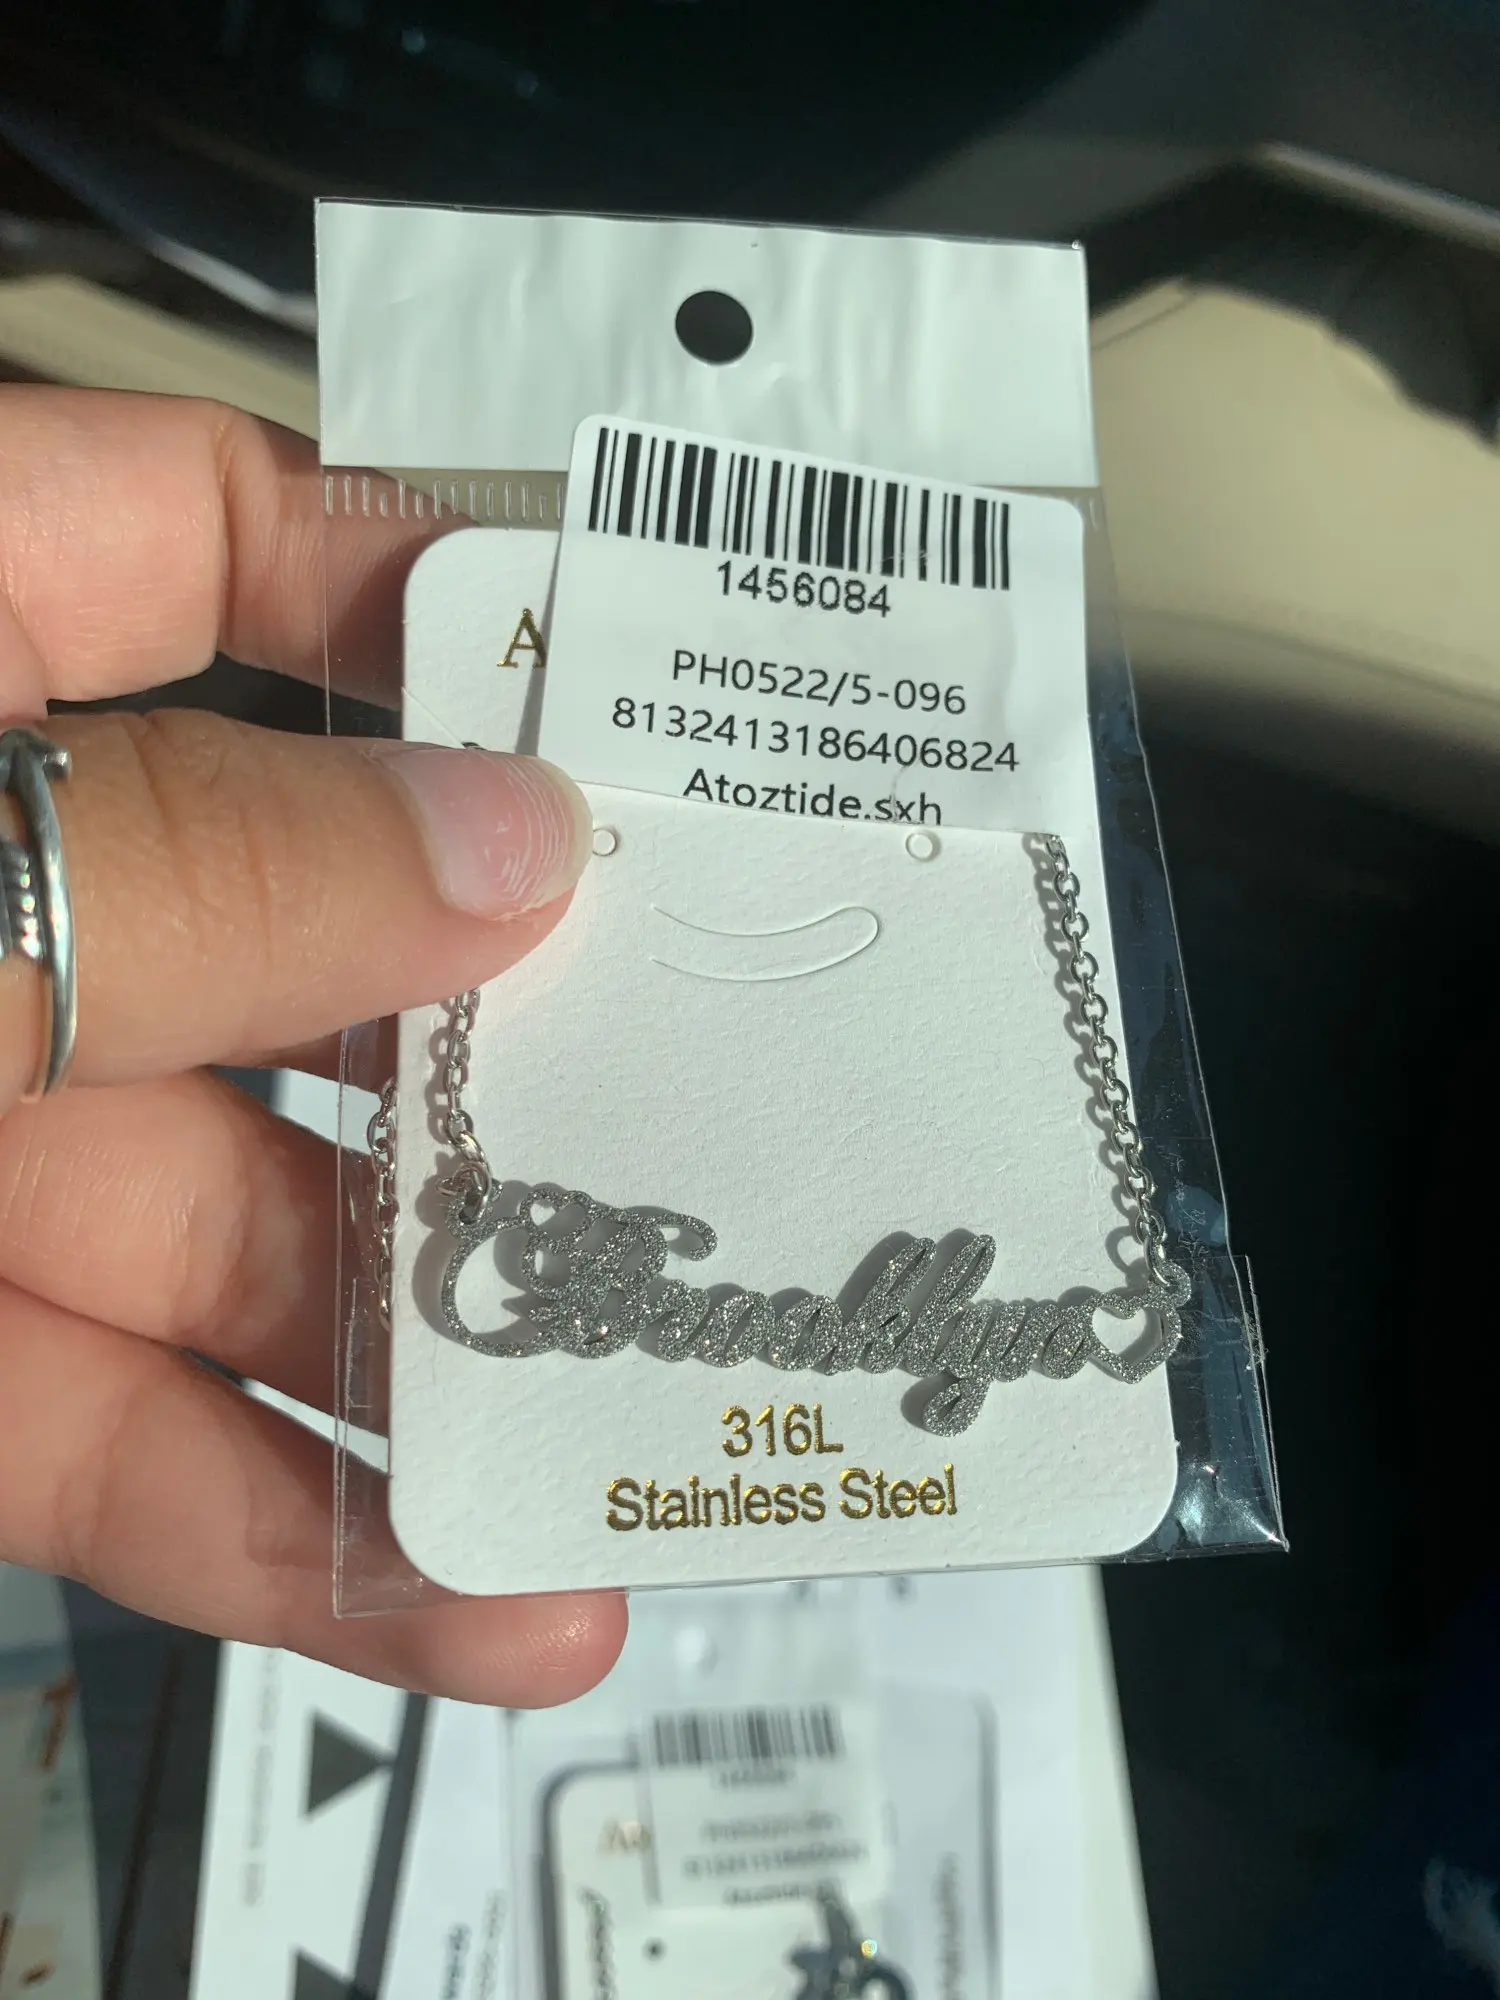 1456084
PH0522/5-096
8132413186406824
Atoztide.sxh
A
Brooklyn
316L
Stainless Steel